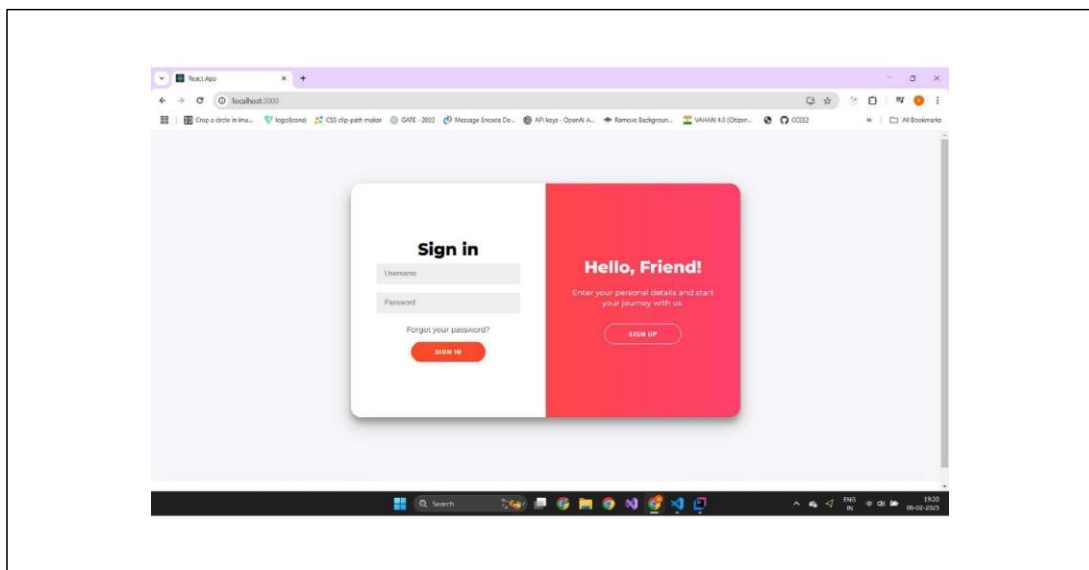 React App
localhost:3000
Crop a circle in ima...
logo(Icons)
CSS clip-path maker
GATE - 2023
Message Encode De...
API keys - OpenAI A...
Remove Backgroun...
VAHAN 4.0 (Citizen...
All Bookmarks
Sign in
Username
Password
Forgot your password?
SIGN IN
Hello, Friend!
Enter your personal details and start
your journey with us.
SIGN UP
Search
ENG
IN
19:20
06-02-2025